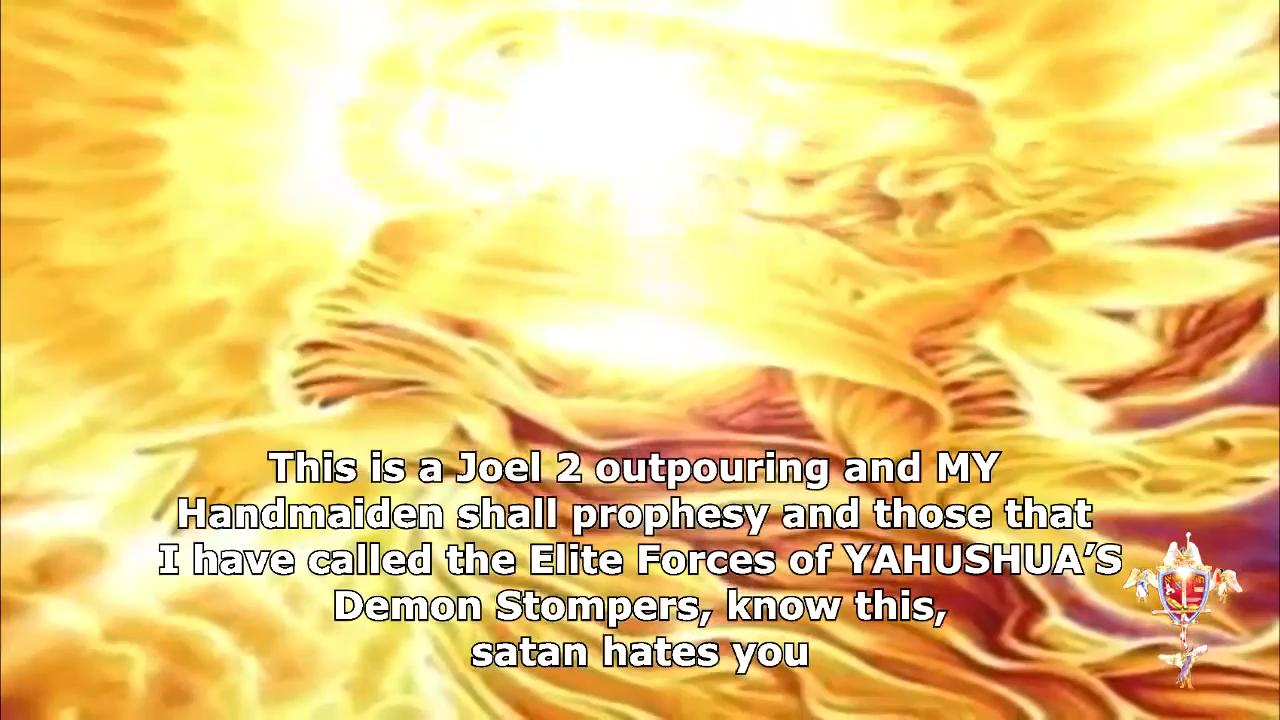 This is a Joel 2 outpouring and MY
Handmaiden shall prophesy and those that
I have called the Elite Forces of YAHUSHUA’S
Demon Stompers, know this,
satan hates you